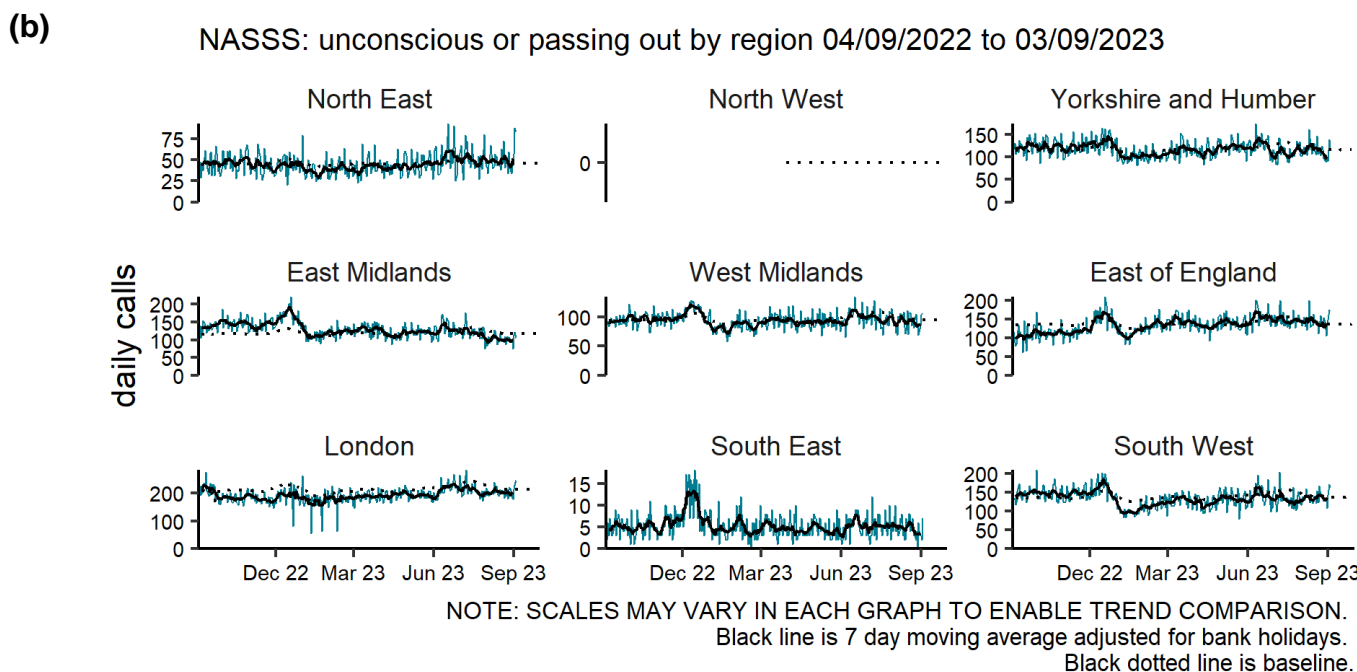 (b)
NASSS: unconscious or passing out by region 04/09/2022 to 03/09/2023
North East
North West
Yorkshire and Humber
75
50
25
0
0
150
100
50
0
daily calls
East Midlands
West Midlands
East of England
200
150
100
50
0
100
50
0
200
150
100
50
0
London
South East
South West
200
100
0
15
10
5
0
200
150
100
50
0
Dec 22 Mar 23 Jun 23 Sep 23
Dec 22 Mar 23 Jun 23 Sep 23
Dec 22 Mar 23 Jun 23 Sep 23
NOTE: SCALES MAY VARY IN EACH GRAPH TO ENABLE TREND COMPARISON.
Black line is 7 day moving average adjusted for bank holidays.
Black dotted line is baseline.